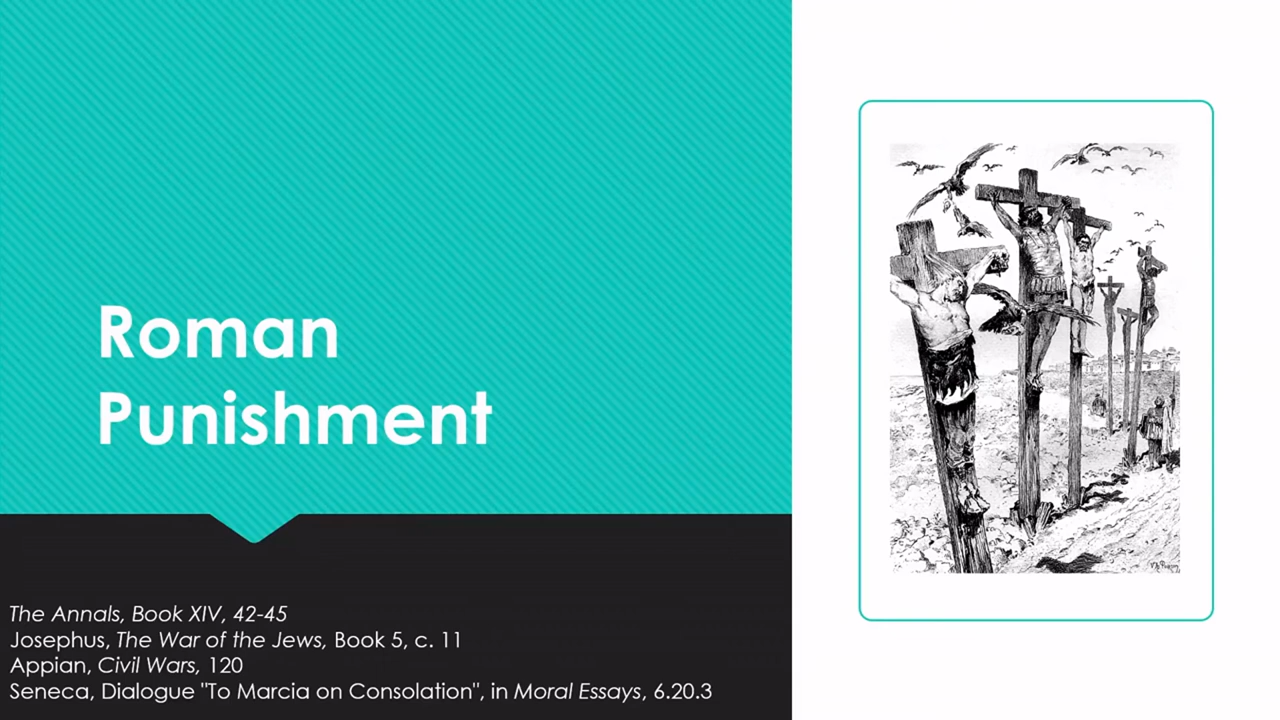 Roman
Punishment
The Annals, Book XIV, 42-45
Josephus, The War of the Jews, Book 5, c. 11
Appian, Civil Wars, 120
Seneca, Dialogue "To Marcia on Consolation", in Moral Essays, 6.20.3